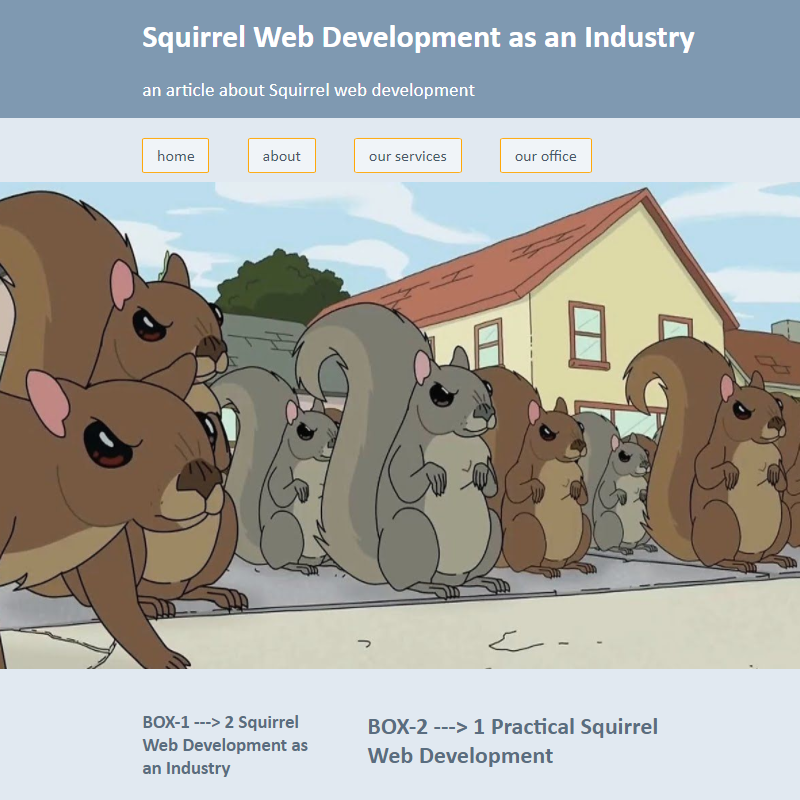 Squirrel Web Development as an Industry
an article about Squirrel web development
home
about
our services
our office
BOX-1 ---> 2 Squirrel
Web Development as
an Industry
BOX-2 ---> 1 Practical Squirrel
Web Development